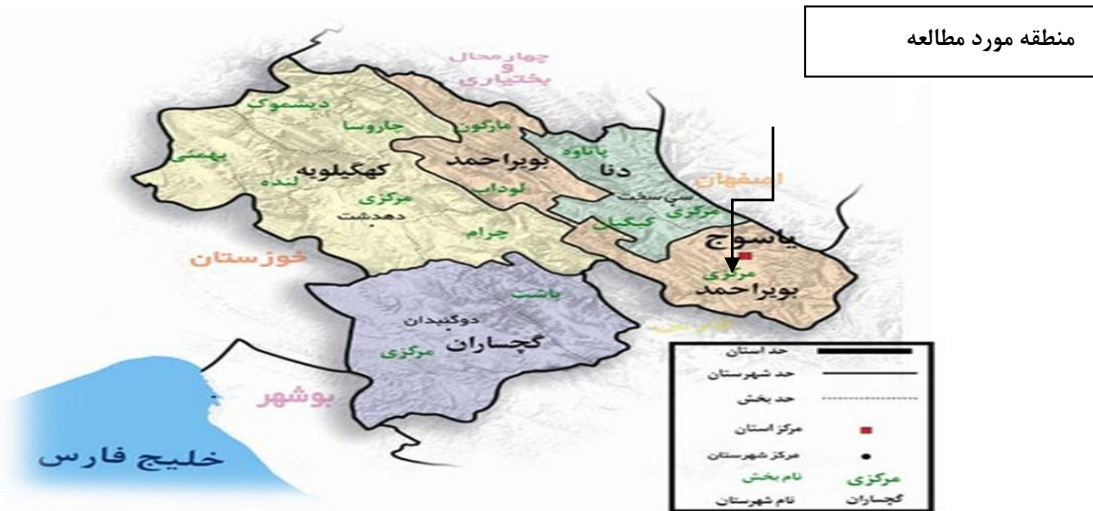 منطقه مورد مطالعه
چهارمحال
و
بختیاری
دیشموک
چاروسا
مارگون
بهمئی
بویراحمد
پاتاوه
دنا
کهگیلویه
لنده
لوداب
سی سخت
اصفهان
مرکزی
دهدشت
مرکزی
کبگیان
چرام
یاسوج
خوزستان
مرکزی
بویراحمد
باشت
دوگنبدان
گچساران
مرکزی
بوشهر
خلیج فارس
حد استان
حد شهرستان
حد بخش
مرکز استان
مرکز شهرستان
نام بخش مرکزی
نام شهرستان گچساران